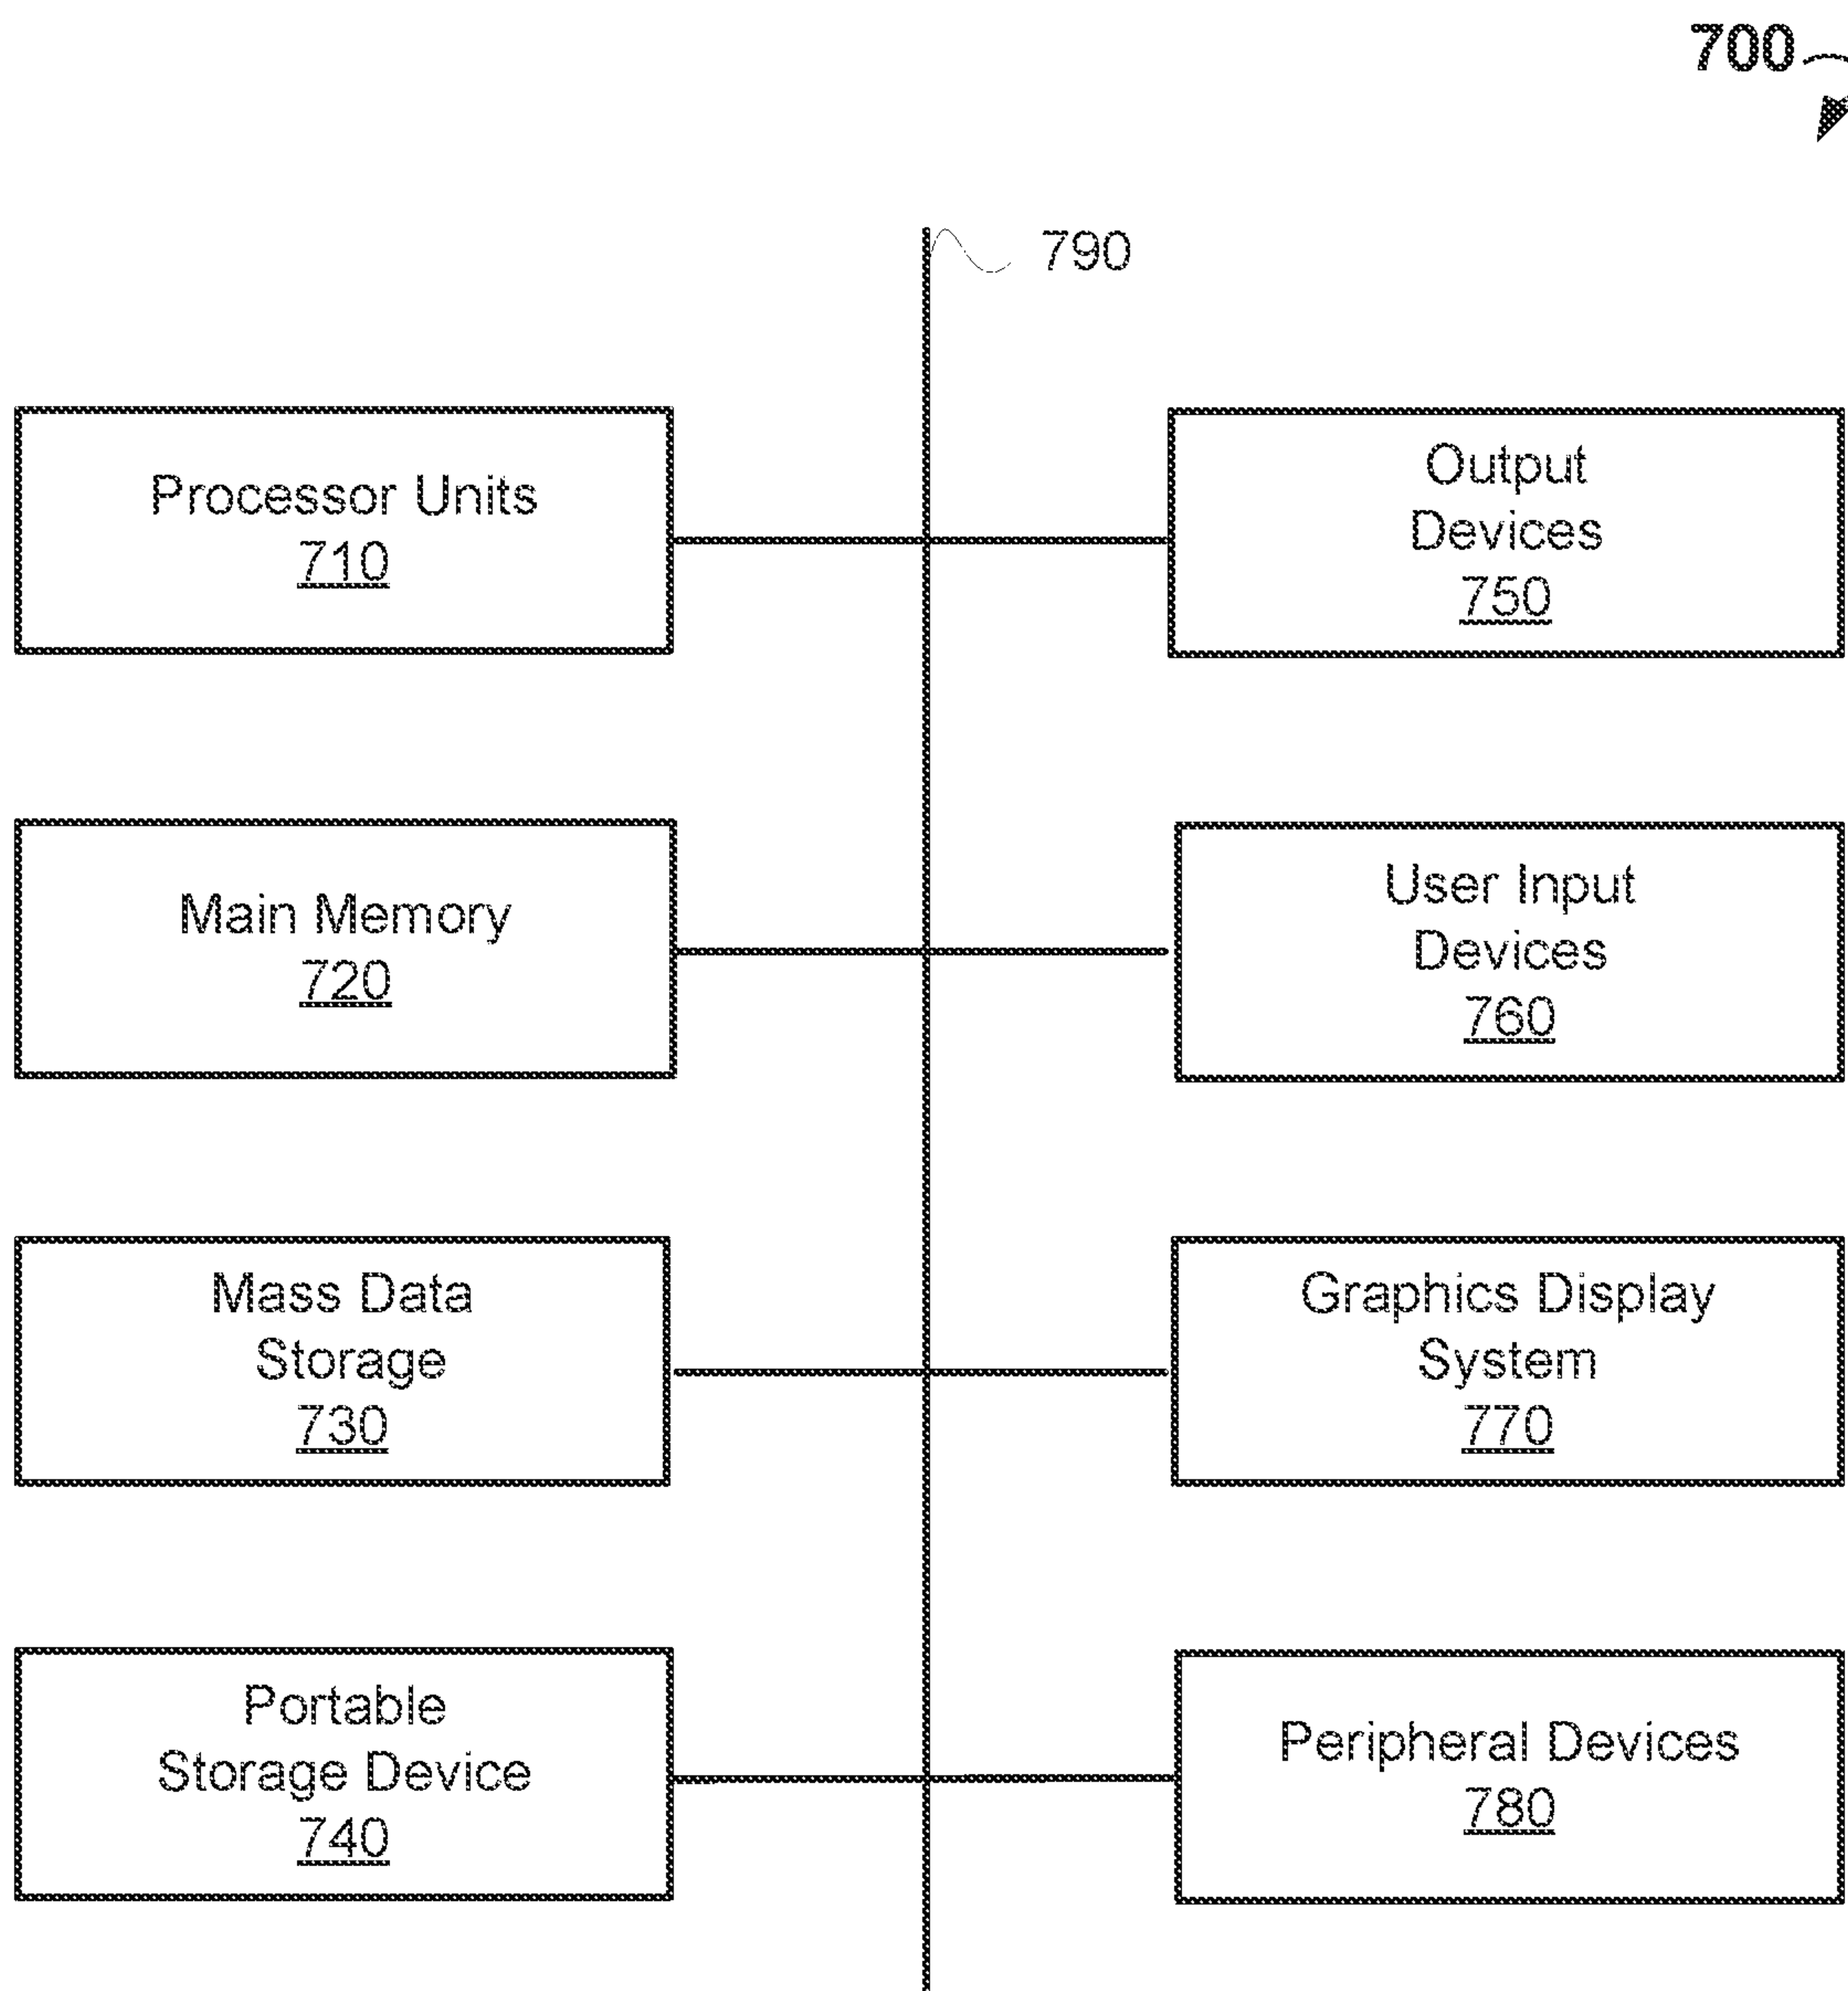 700
790
Processor Units
710
Output
Devices
750
Main Memory
720
User Input
Devices
760
Mass Data
Storage
730
Graphics Display
System
770
Portable
Storage Device
740
Peripheral Devices
780